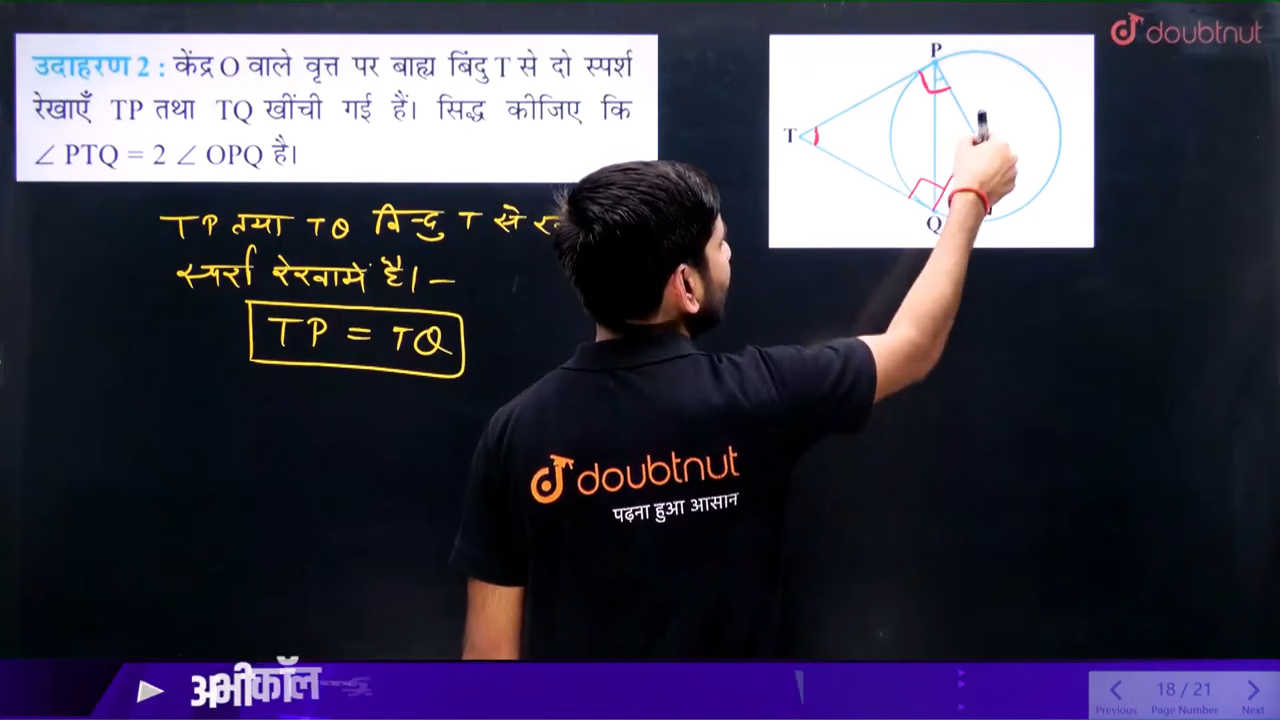 doubtnut
उदाहरण 2 : केंद्र O वाले वृत्त पर बाह्य बिंदु T से दो स्पर्श
रेखाएँ TP तथा TQ खींची गई हैं। सिद्ध कीजिए कि
∠ PTQ = 2 ∠ OPQ है।
P
T
Q
TP तथा TQ बिन्दु T से
स्पर्श रेखायें है।-
TP = TQ
doubtnut
पढ़ना हुआ आसान
अभी कॉल
18 / 21
Previous Page Number Next